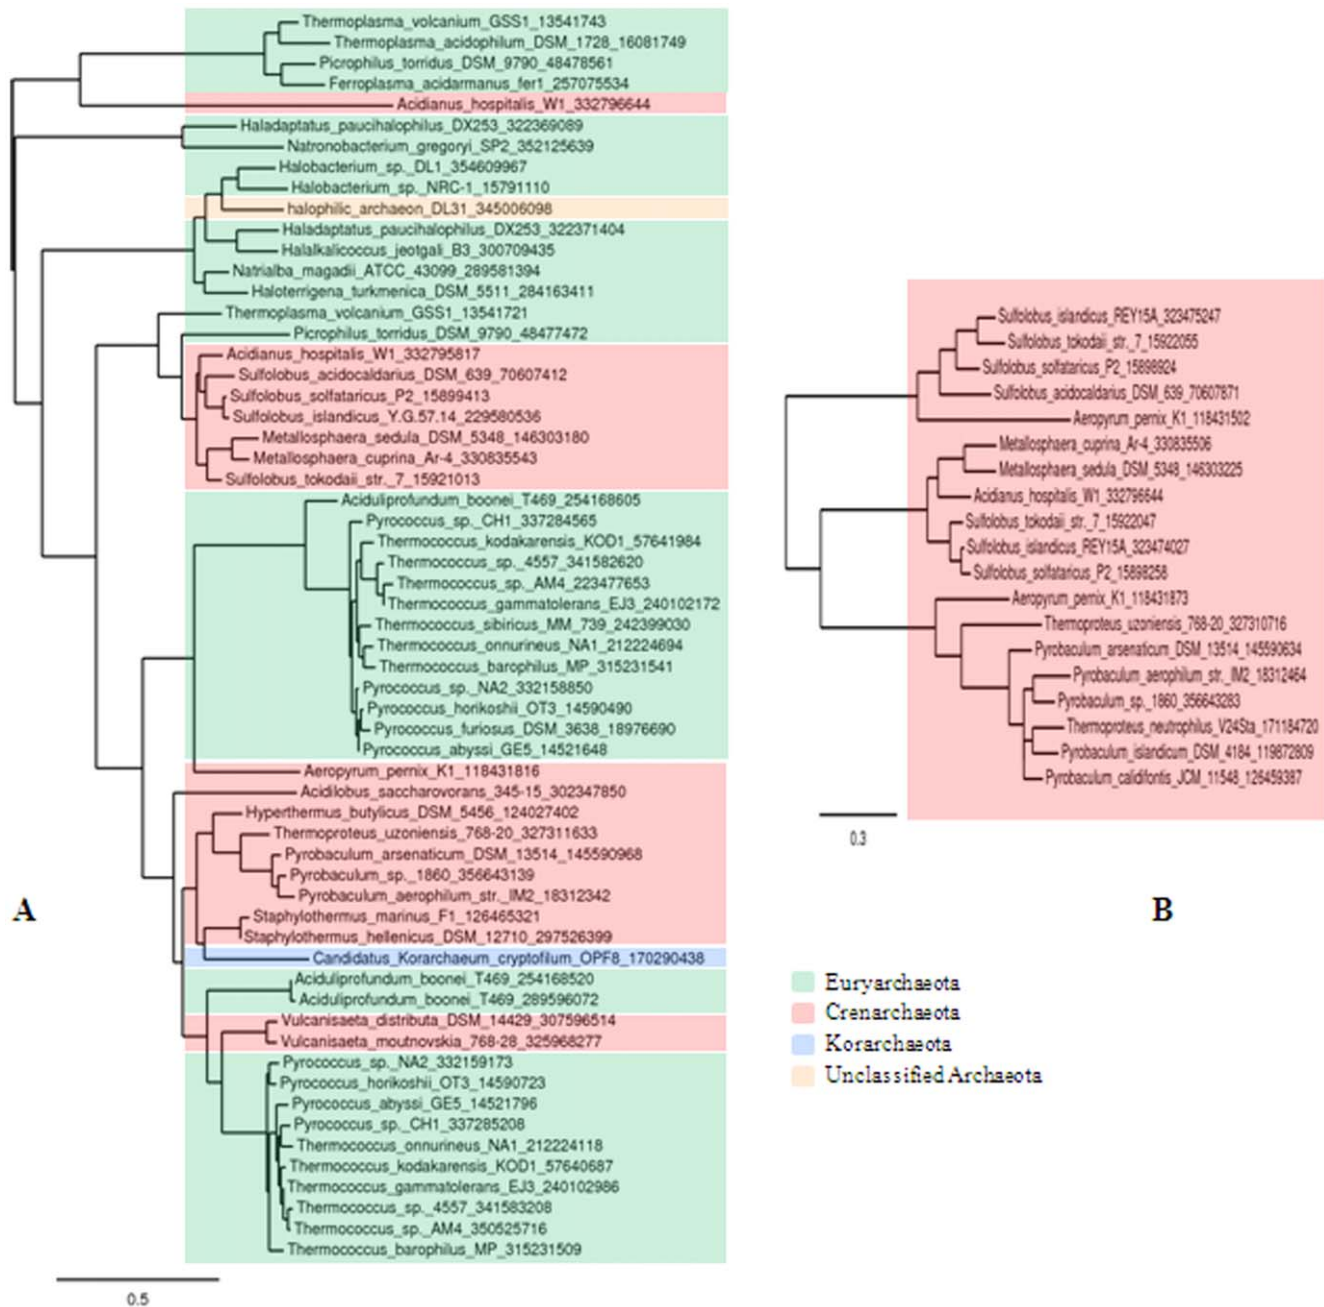 Thermoplasma_volcanium_GSS1_13541743
Thermoplasma_acidophilum_DSM_1728_16081749
Picrophilus_torridus_DSM_9790_48478561
Ferroplasma_acidarmanus_fer1_257075534
Acidianus_hospitalis_W1_332796644
Haladaptatus_paucihalophilus_DX253_322369089
Natronobacterium_gregoryi_SP2_352125639
Halobacterium_sp._DL1_354609967
Halobacterium_sp._NRC-1_15791110
halophilic_archaeon_DL31_345006098
Haladaptatus_paucihalophilus_DX253_322371404
Halalkalicoccus_jeotgali_B3_300709435
Natrialba_magadii_ATCC_43099_289581394
Haloterrigena_turkmenica_DSM_5511_284163411
Thermoplasma_volcanium_GSS1_13541721
Picrophilus_torridus_DSM_9790_48477472
Acidianus_hospitalis_W1_332795817
Sulfolobus_acidocaldarius_DSM_639_70607412
Sulfolobus_solfataricus_P2_15899413
Sulfolobus_islandicus_Y.G.57.14_229580536
Metallosphaera_sedula_DSM_5348_146303180
Metallosphaera_cuprina_Ar-4_330835543
Sulfolobus_tokodaii_str._7_15921013
Aciduliprofundum_boonei_T469_254168605
Pyrococcus_sp._CH1_337284565
Thermococcus_kodakarensis_KOD1_57641984
Thermococcus_sp._4557_341582620
Thermococcus_sp._AM4_223477653
Thermococcus_gammatolerans_EJ3_240102172
Thermococcus_sibiricus_MM_739_242399030
Thermococcus_onnurineus_NA1_212224694
Thermococcus_barophilus_MP_315231541
Pyrococcus_sp._NA2_332158850
Pyrococcus_horikoshii_OT3_14590490
Pyrococcus_furiosus_DSM_3638_18976690
Pyrococcus_abyssi_GE5_14521648
Aeropyrum_pernix_K1_118431816
Acidilobus_saccharovorans_345-15_302347850
Hyperthermus_butylicus_DSM_5456_124027402
Thermoproteus_uzoniensis_768-20_327311633
Pyrobaculum_arsenaticum_DSM_13514_145590968
Pyrobaculum_sp._1860_356643139
Pyrobaculum_aerophilum_str._IM2_18312342
Staphylothermus_marinus_F1_126465321
Staphylothermus_hellenicus_DSM_12710_297526399
Candidatus_Korarchaeum_cryptofilum_OPF8_170290438
Aciduliprofundum_boonei_T469_254168520
Aciduliprofundum_boonei_T469_289596072
Vulcanisaeta_distributa_DSM_14429_307596514
Vulcanisaeta_moutnovskia_768-28_325968277
Pyrococcus_sp._NA2_332159173
Pyrococcus_horikoshii_OT3_14590723
Pyrococcus_abyssi_GE5_14521796
Pyrococcus_sp._CH1_337285208
Thermococcus_onnurineus_NA1_212224118
Thermococcus_kodakarensis_KOD1_57640687
Thermococcus_gammatolerans_EJ3_240102986
Thermococcus_sp._4557_341583208
Thermococcus_sp._AM4_350525716
Thermococcus_barophilus_MP_315231509
0.5
A
Sulfolobus_islandicus_REY15A_323475247
Sulfolobus_tokodaii_str._7_15922055
Sulfolobus_solfataricus_P2_15898924
Sulfolobus_acidocaldarius_DSM_639_70607871
Aeropyrum_pernix_K1_118431502
Metallosphaera_cuprina_Ar-4_330835506
Metallosphaera_sedula_DSM_5348_146303225
Acidianus_hospitalis_W1_332796644
Sulfolobus_tokodaii_str._7_15922047
Sulfolobus_islandicus_REY15A_323474027
Sulfolobus_solfataricus_P2_15898258
Aeropyrum_pernix_K1_118431873
Thermoproteus_uzoniensis_768-20_327310716
Pyrobaculum_arsenaticum_DSM_13514_145590634
Pyrobaculum_aerophilum_str._IM2_18312464
Pyrobaculum_sp._1860_356643283
Thermoproteus_neutrophilus_V24Sta_171184720
Pyrobaculum_islandicum_DSM_4184_119872809
Pyrobaculum_calidifontis_JCM_11548_126459387
0.3
B
Euryarchaeota
Crenarchaeota
Korarchaeota
Unclassified Archaeota